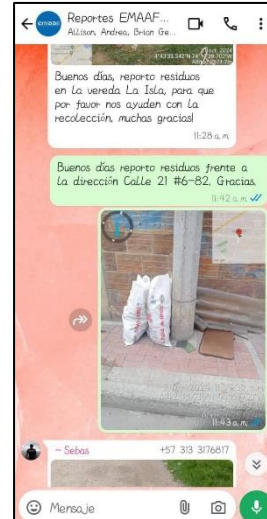 emaaf
Reportes EMAAF...
Allison, Andrea, Brian Ge...
Buenos días, reporto residuos
en la vereda La Isla, para que
por favor nos ayuden con la
recolección, muchas gracias!
11:28 a.m.
Buenos días reporto residuos frente a
la dirección Calle 21 #6-82. Gracias.
11:42 a.m.
11:43 a.m.
~ Sebas +57 313 3176817
Mensaje